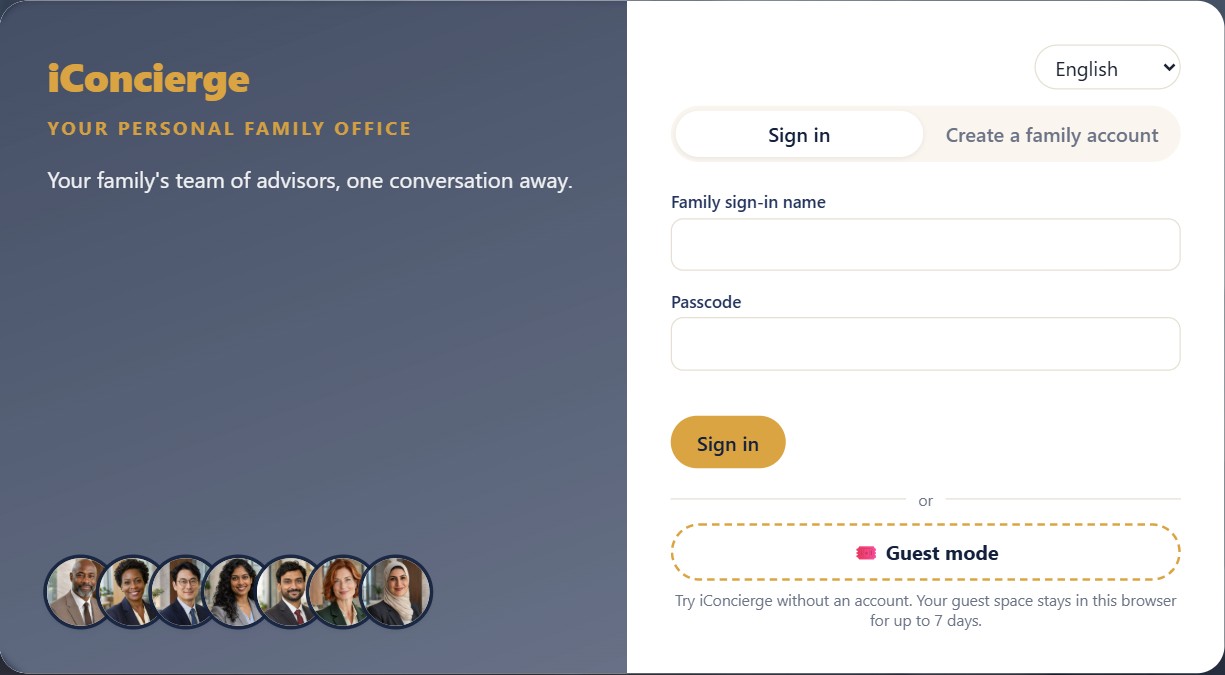 iConcierge
YOUR PERSONAL FAMILY OFFICE
Your family's team of advisors, one conversation away.
English
Sign in
Create a family account
Family sign-in name
Passcode
Sign in
or
Guest mode
Try iConcierge without an account. Your guest space stays in this browser
for up to 7 days.